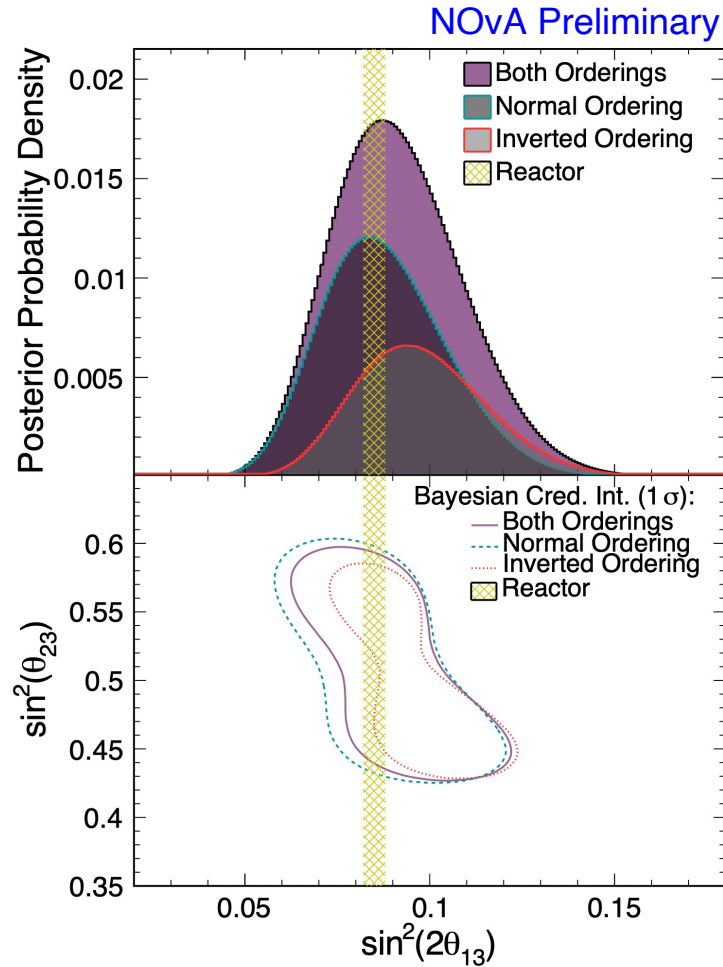 NOvA Preliminary
Posterior Probability Density
0.02
0.015
0.01
0.005
Both Orderings
Normal Ordering
Inverted Ordering
Reactor
sin²(θ₂₃)
0.6
0.55
0.5
0.45
0.4
0.35
Bayesian Cred. Int. (1 σ):
Both Orderings
Normal Ordering
Inverted Ordering
Reactor
0.05
0.1
0.15
sin²(2θ₁₃)